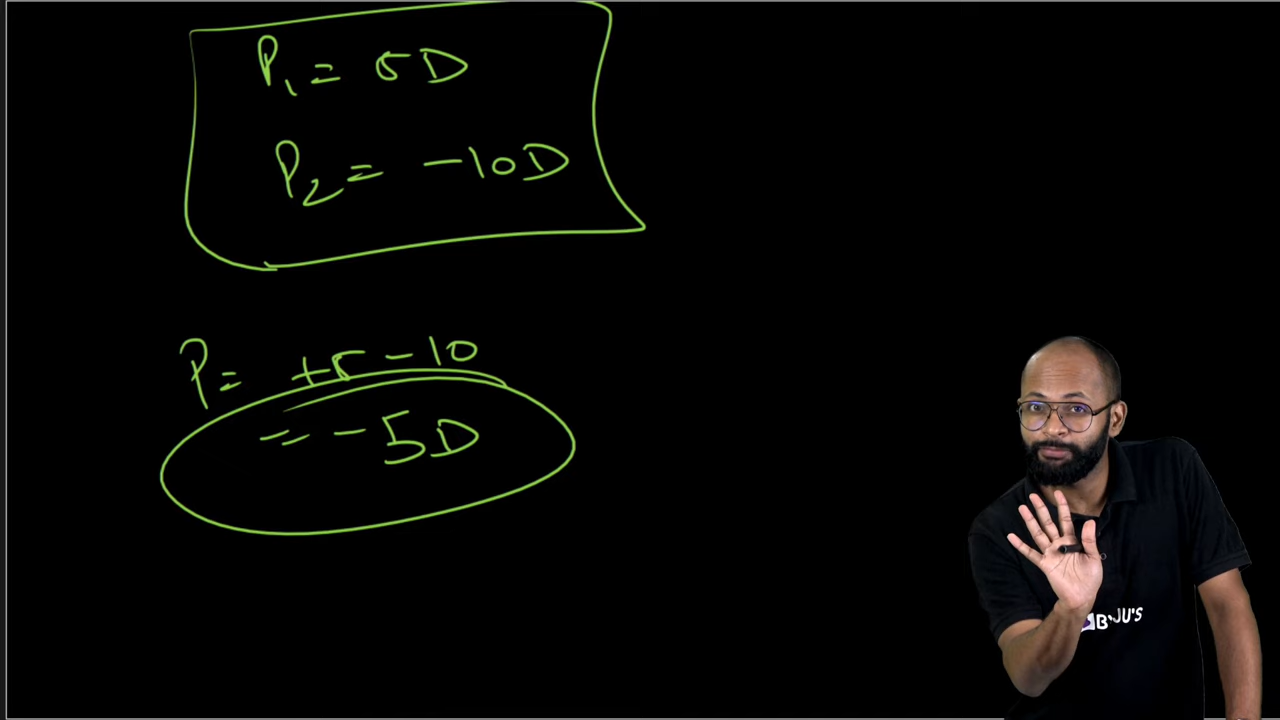 P₁ = 5D
P₂ = -10D
P = +5 - 10
= -5D
BYJU'S